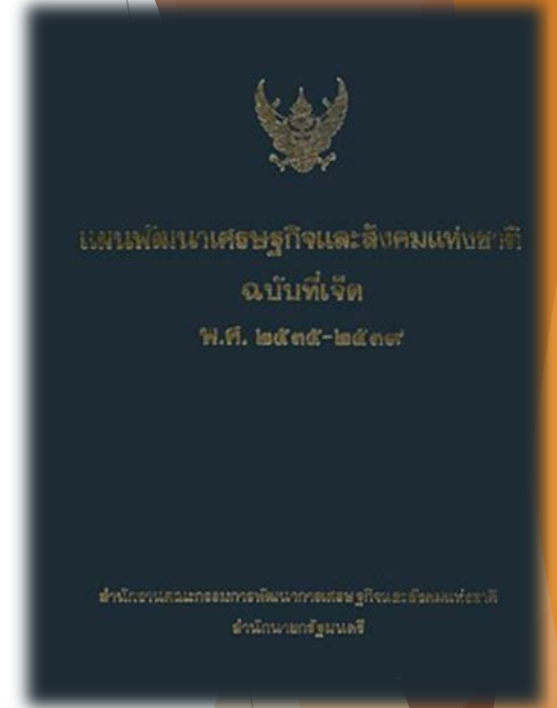 แผนพัฒนาเศรษฐกิจและสังคมแห่งชาติ
ฉบับที่เจ็ด
พ.ศ. ๒๕๓๕-๒๕๓๙
สำนักงานคณะกรรมการพัฒนาการเศรษฐกิจและสังคมแห่งชาติ
สำนักนายกรัฐมนตรี